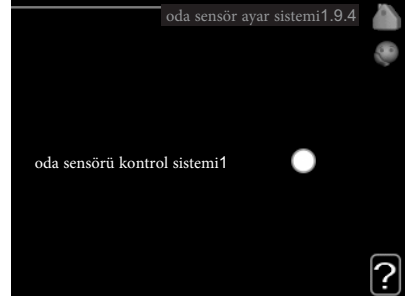 oda sensör ayar sistemi1.9.4
oda sensörü kontrol sistemi1
?